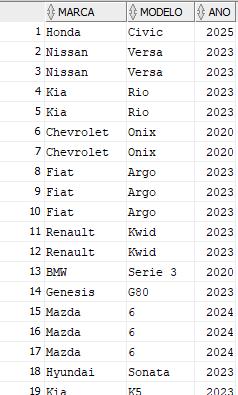 MARCA MODELO ANO
1 Honda Civic 2025
2 Nissan Versa 2023
3 Nissan Versa 2023
4 Kia Rio 2023
5 Kia Rio 2023
6 Chevrolet Onix 2020
7 Chevrolet Onix 2020
8 Fiat Argo 2023
9 Fiat Argo 2023
10 Fiat Argo 2023
11 Renault Kwid 2023
12 Renault Kwid 2023
13 BMW Serie 3 2020
14 Genesis G80 2023
15 Mazda 6 2024
16 Mazda 6 2024
17 Mazda 6 2024
18 Hyundai Sonata 2023
19 Kia K5 2023